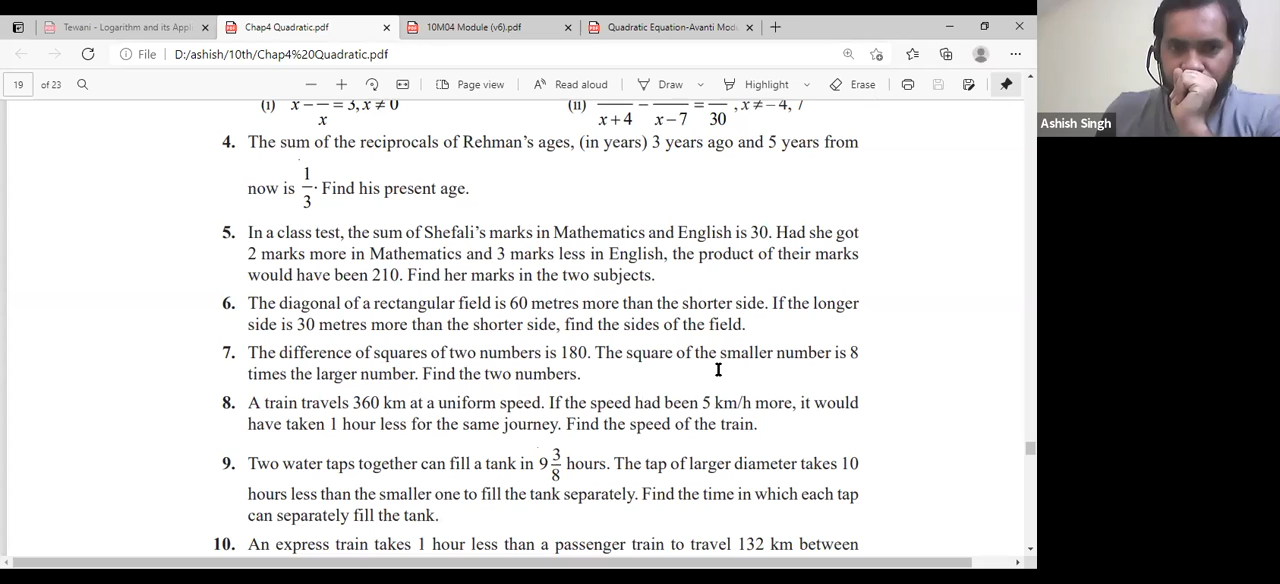 Tewani - Logarithm and its Appli
Chap4 Quadratic.pdf
10M04 Module (v6).pdf
Quadratic Equation-Avanti Mod
File D:/ashish/10th/Chap4%20Quadratic.pdf
19 of 23
Page view
Read aloud
Draw
Highlight
Erase
Ashish Singh
(i) x − — = 3, x ≠ 0
x
(ii) — − — = — , x ≠ − 4, 7
x + 4 x − 7 30
4. The sum of the reciprocals of Rehman's ages, (in years) 3 years ago and 5 years from
now is 1/3. Find his present age.
5. In a class test, the sum of Shefali's marks in Mathematics and English is 30. Had she got
2 marks more in Mathematics and 3 marks less in English, the product of their marks
would have been 210. Find her marks in the two subjects.
6. The diagonal of a rectangular field is 60 metres more than the shorter side. If the longer
side is 30 metres more than the shorter side, find the sides of the field.
7. The difference of squares of two numbers is 180. The square of the smaller number is 8
times the larger number. Find the two numbers.
8. A train travels 360 km at a uniform speed. If the speed had been 5 km/h more, it would
have taken 1 hour less for the same journey. Find the speed of the train.
9. Two water taps together can fill a tank in 9 3/8 hours. The tap of larger diameter takes 10
hours less than the smaller one to fill the tank separately. Find the time in which each tap
can separately fill the tank.
10. An express train takes 1 hour less than a passenger train to travel 132 km between